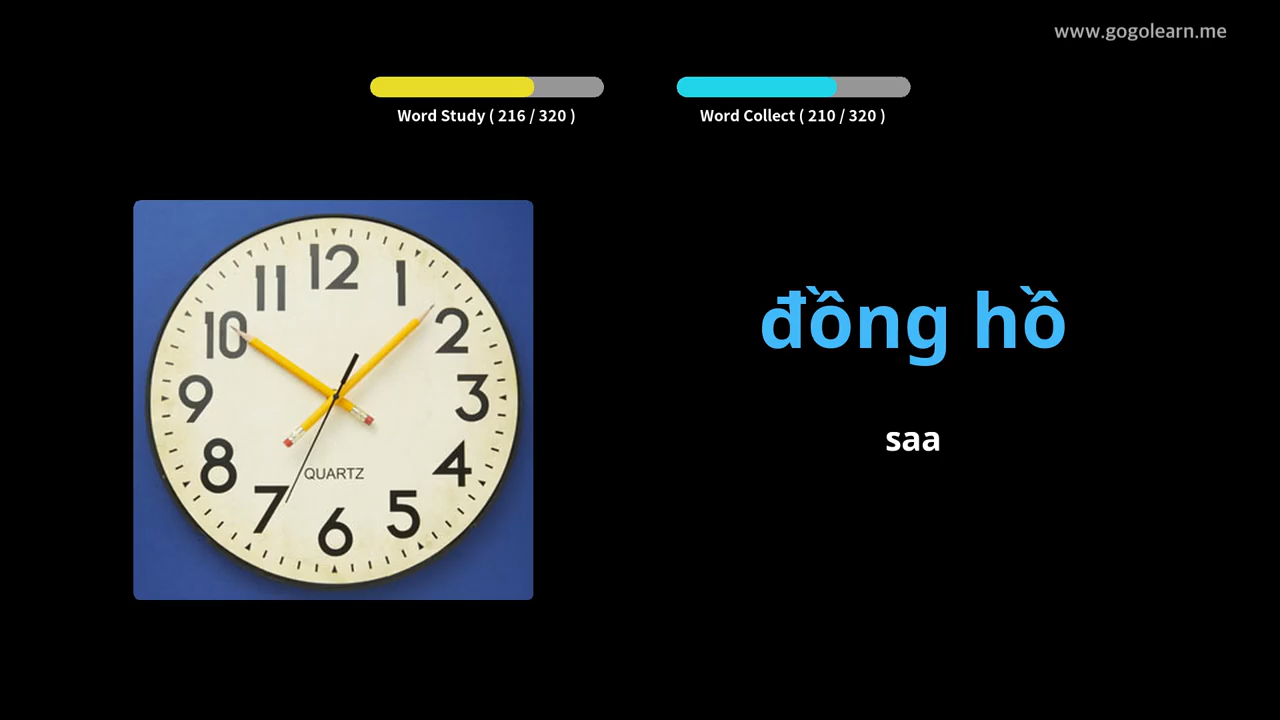 www.gogolearn.me
Word Study ( 216 / 320 )
Word Collect ( 210 / 320 )
12
11
1
10
2
9
3
8
4
7
5
6
QUARTZ
đồng hồ
saa